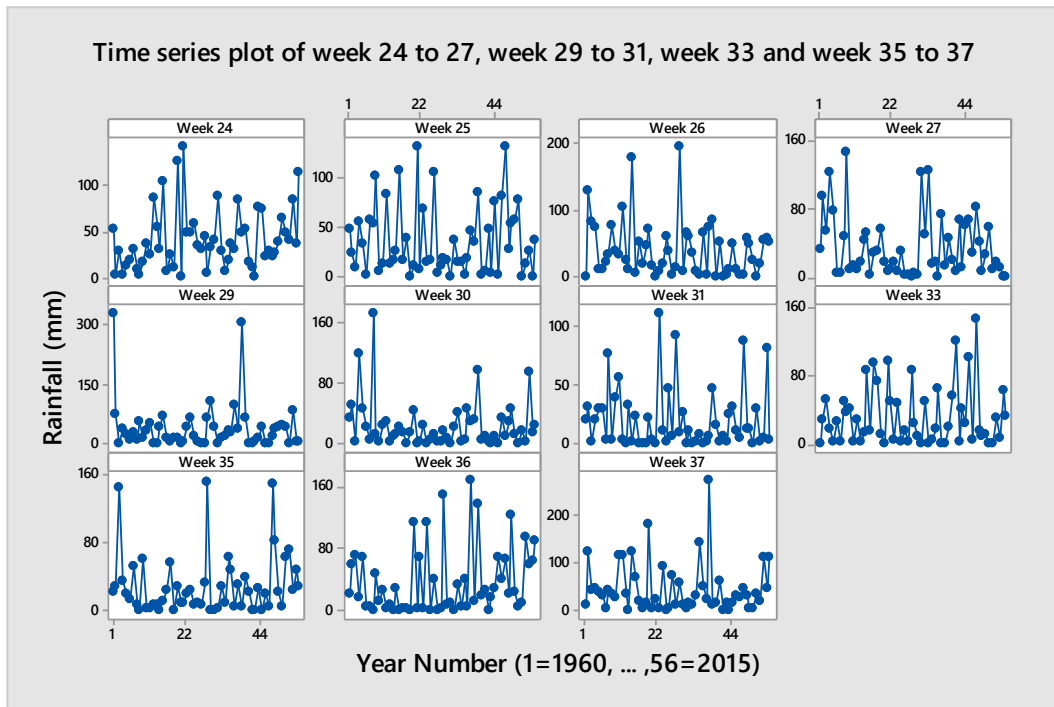 Time series plot of week 24 to 27, week 29 to 31, week 33 and week 35 to 37
1 22 44 1 22 44
Week 24 Week 25 Week 26 Week 27
100 50 0
100 50 0
200 100 0
160 80 0
Week 29 Week 30 Week 31 Week 33
300 150 0
160 80 0
100 50 0
160 80 0
Week 35 Week 36 Week 37
160 80 0
160 80 0
200 100 0
1 22 44 1 22 44
Rainfall (mm)
Year Number (1=1960, ... ,56=2015)